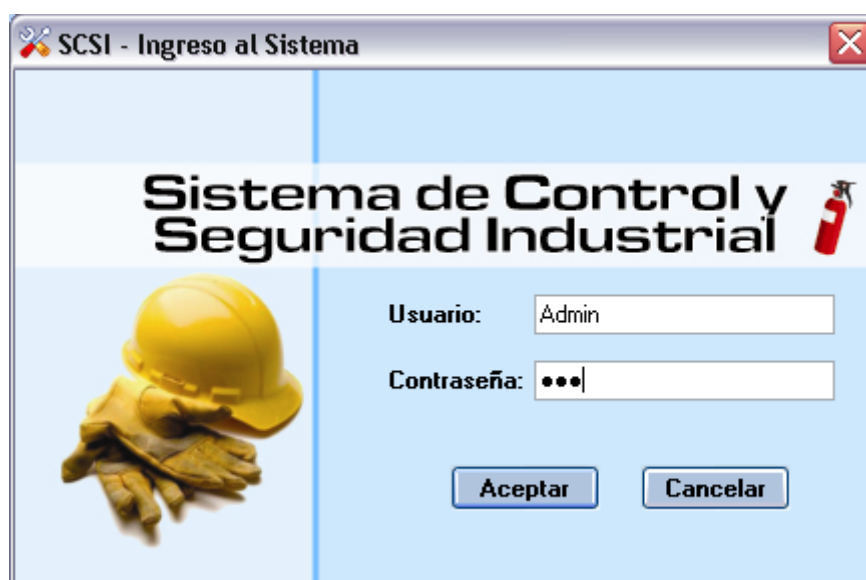 SCSI - Ingreso al Sistema
Sistema de Control y
Seguridad Industrial
Usuario: Admin
Contraseña: •••
Aceptar Cancelar